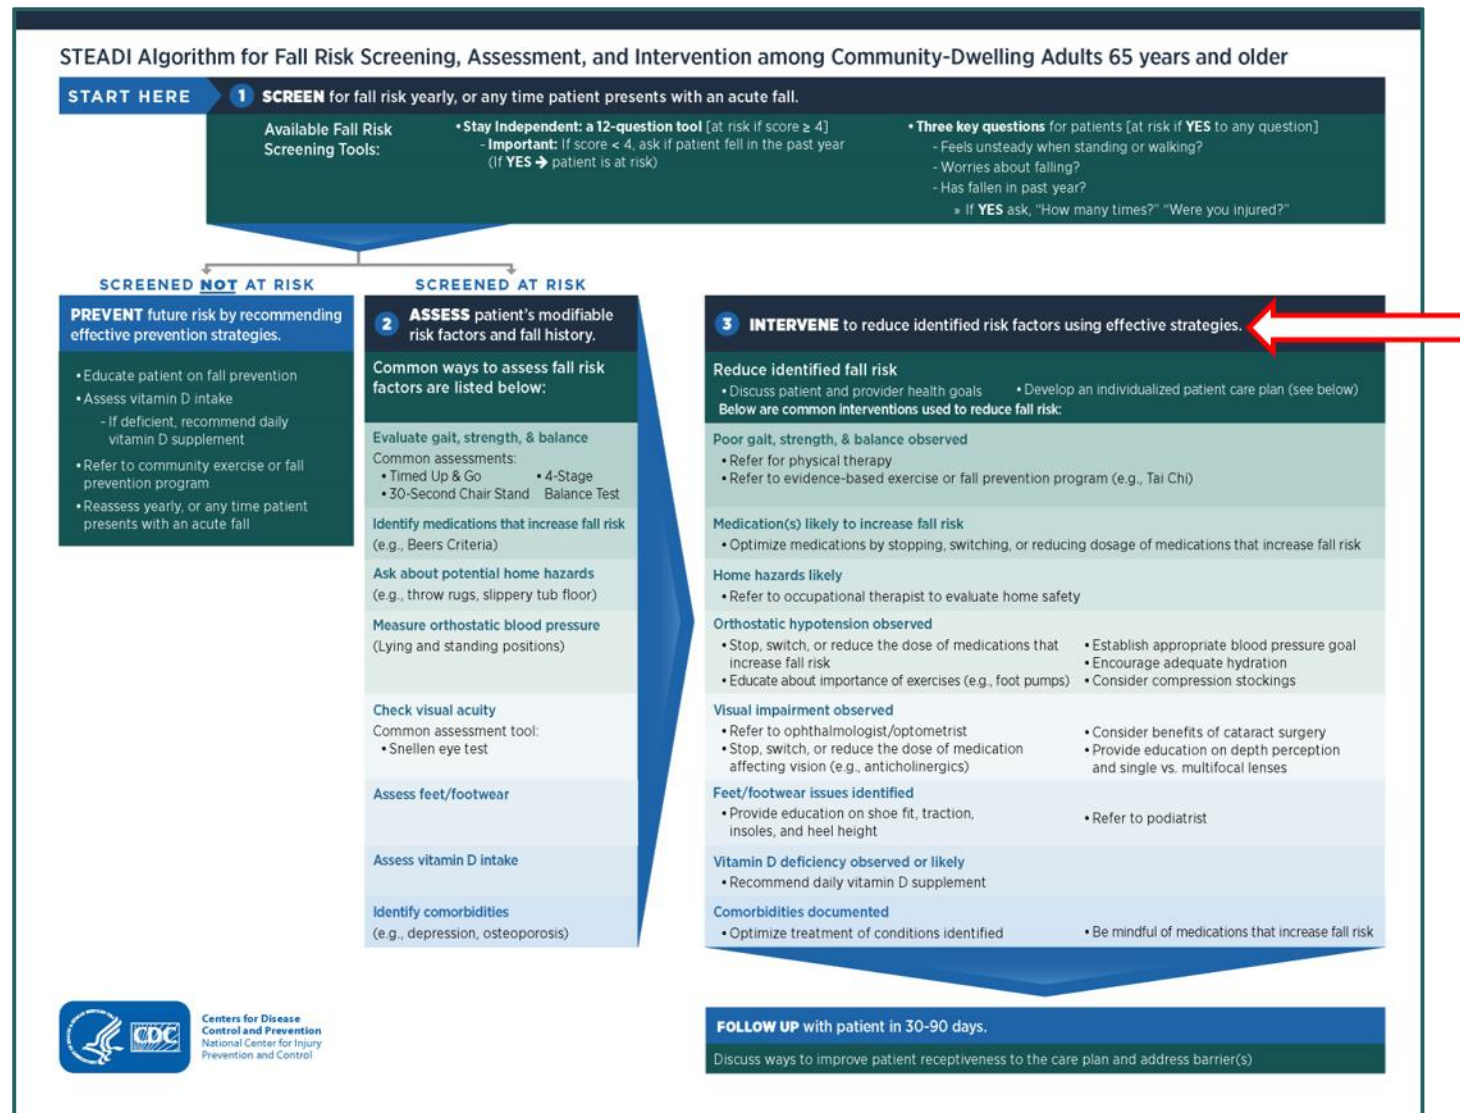 STEADI Algorithm for Fall Risk Screening, Assessment, and Intervention among Community-Dwelling Adults 65 years and older
START HERE
1 SCREEN for fall risk yearly, or any time patient presents with an acute fall.
Available Fall Risk
Screening Tools:
• Stay Independent: a 12-question tool [at risk if score ≥ 4]
- Important: If score < 4, ask if patient fell in the past year
(If YES → patient is at risk)
• Three key questions for patients [at risk if YES to any question]
- Feels unsteady when standing or walking?
- Worries about falling?
- Has fallen in past year?
» If YES ask, “How many times?” “Were you injured?”
SCREENED NOT AT RISK
PREVENT future risk by recommending
effective prevention strategies.
• Educate patient on fall prevention
• Assess vitamin D intake
- If deficient, recommend daily
vitamin D supplement
• Refer to community exercise or fall
prevention program
• Reassess yearly, or any time patient
presents with an acute fall
SCREENED AT RISK
2 ASSESS patient's modifiable
risk factors and fall history.
Common ways to assess fall risk
factors are listed below:
Evaluate gait, strength, & balance
Common assessments:
• Timed Up & Go • 4-Stage
• 30-Second Chair Stand Balance Test
Identify medications that increase fall risk
(e.g., Beers Criteria)
Ask about potential home hazards
(e.g., throw rugs, slippery tub floor)
Measure orthostatic blood pressure
(Lying and standing positions)
Check visual acuity
Common assessment tool:
• Snellen eye test
Assess feet/footwear
Assess vitamin D intake
Identify comorbidities
(e.g., depression, osteoporosis)
3 INTERVENE to reduce identified risk factors using effective strategies.
Reduce identified fall risk
• Discuss patient and provider health goals • Develop an individualized patient care plan (see below)
Below are common interventions used to reduce fall risk:
Poor gait, strength, & balance observed
• Refer for physical therapy
• Refer to evidence-based exercise or fall prevention program (e.g., Tai Chi)
Medication(s) likely to increase fall risk
• Optimize medications by stopping, switching, or reducing dosage of medications that increase fall risk
Home hazards likely
• Refer to occupational therapist to evaluate home safety
Orthostatic hypotension observed
• Stop, switch, or reduce the dose of medications that
increase fall risk
• Educate about importance of exercises (e.g., foot pumps)
• Establish appropriate blood pressure goal
• Encourage adequate hydration
• Consider compression stockings
Visual impairment observed
• Refer to ophthalmologist/optometrist
• Stop, switch, or reduce the dose of medication
affecting vision (e.g., anticholinergics)
• Consider benefits of cataract surgery
• Provide education on depth perception
and single vs. multifocal lenses
Feet/footwear issues identified
• Provide education on shoe fit, traction,
insoles, and heel height
• Refer to podiatrist
Vitamin D deficiency observed or likely
• Recommend daily vitamin D supplement
Comorbidities documented
• Optimize treatment of conditions identified
• Be mindful of medications that increase fall risk
FOLLOW UP with patient in 30-90 days.
Discuss ways to improve patient receptiveness to the care plan and address barrier(s)
CDC
Centers for Disease
Control and Prevention
National Center for Injury
Prevention and Control